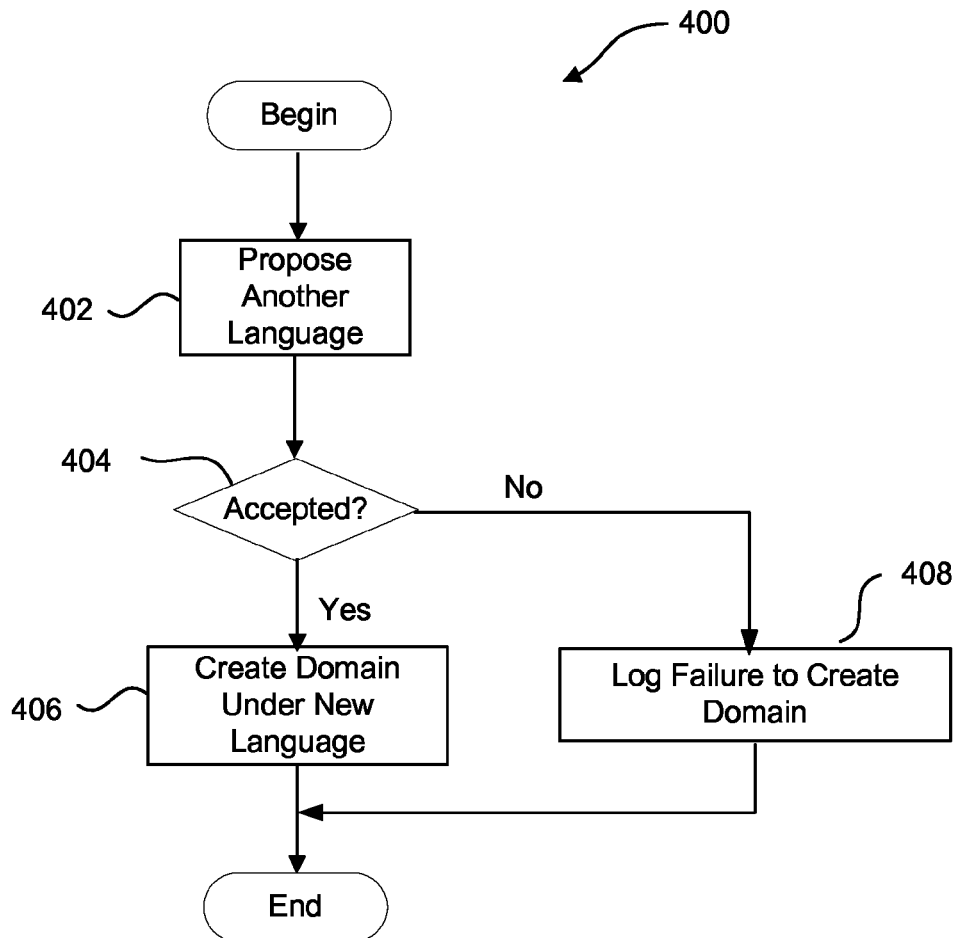 400
Begin
Propose
Another
Language
402
404
Accepted?
No
Yes
408
Create Domain
Under New
Language
406
Log Failure to Create
Domain
End